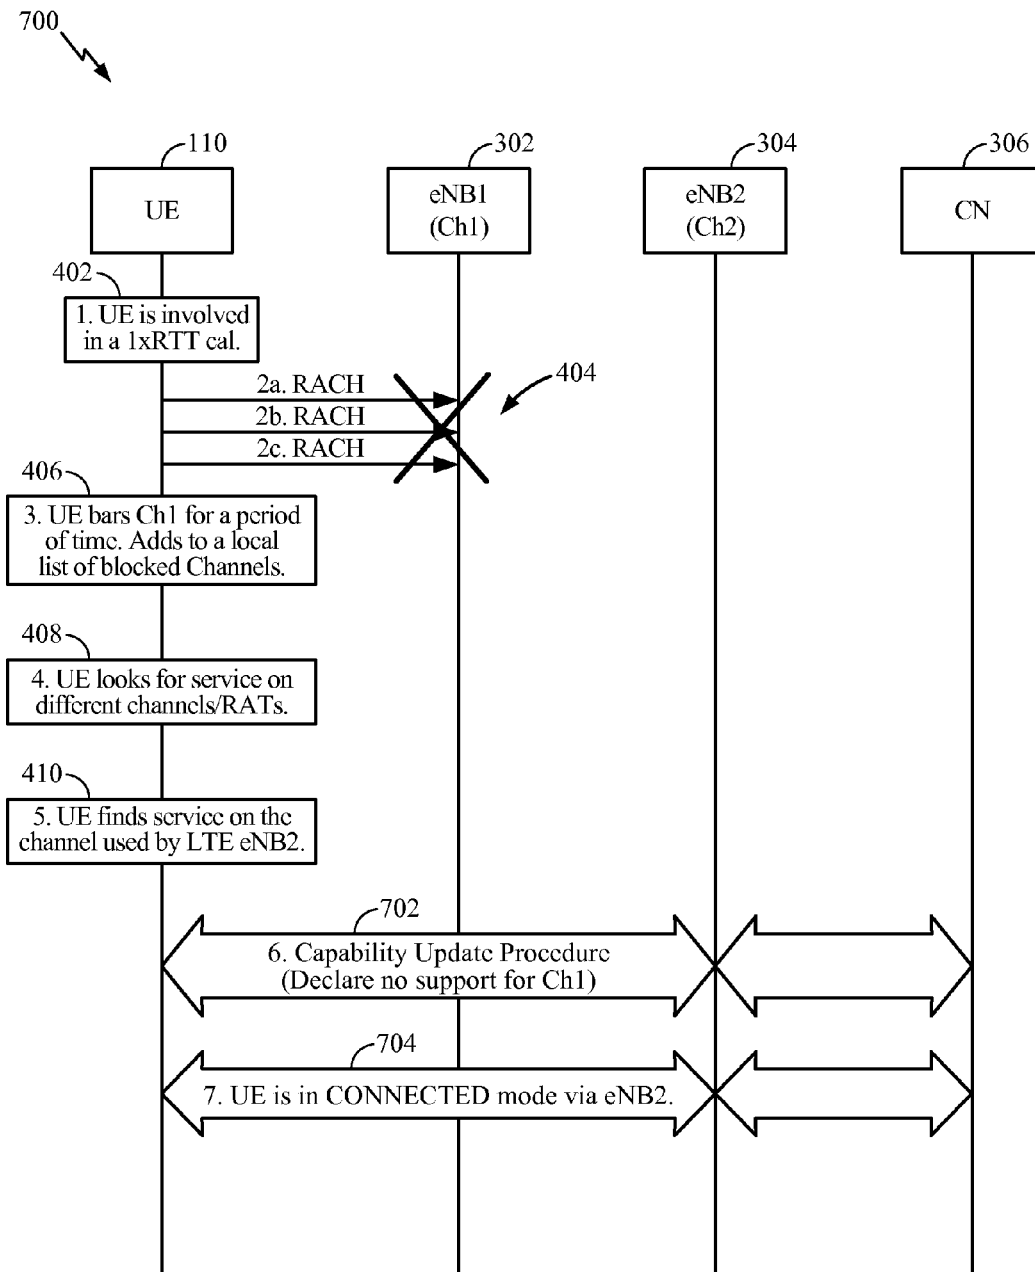 700
110
302
304
306
UE
eNB1
(Ch1)
eNB2
(Ch2)
CN
402
1. UE is involved
in a 1xRTT cal.
2a. RACH
2b. RACH
2c. RACH
404
406
3. UE bars Ch1 for a period
of time. Adds to a local
list of blocked Channels.
408
4. UE looks for service on
different channels/RATs.
410
5. UE finds service on the
channel used by LTE eNB2.
702
6. Capability Update Procedure
(Declare no support for Ch1)
704
7. UE is in CONNECTED mode via eNB2.